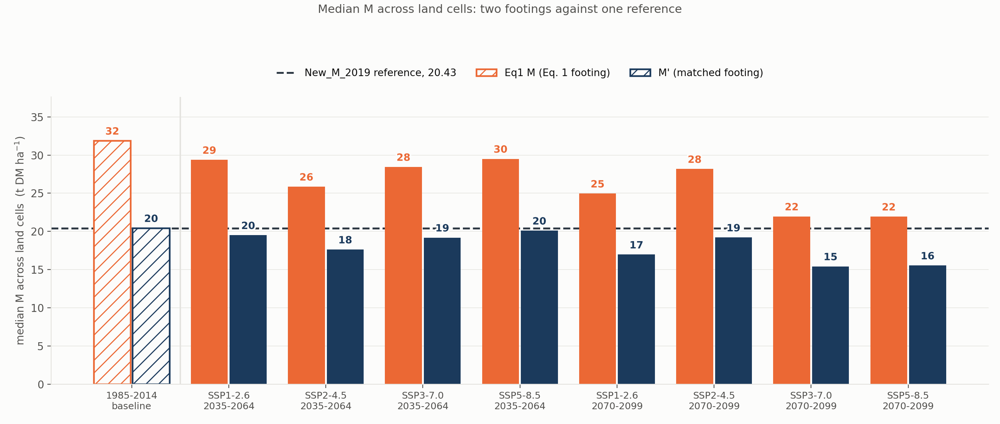 Median M across land cells: two footings against one reference
New_M_2019 reference, 20.43
Eq1 M (Eq. 1 footing)
M' (matched footing)
median M across land cells (t DM ha⁻¹)
35
30
25
20
15
10
5
0
32
20
29
20
26
18
28
19
30
20
25
17
28
19
22
15
22
16
1985-2014
baseline
SSP1-2.6
2035-2064
SSP2-4.5
2035-2064
SSP3-7.0
2035-2064
SSP5-8.5
2035-2064
SSP1-2.6
2070-2099
SSP2-4.5
2070-2099
SSP3-7.0
2070-2099
SSP5-8.5
2070-2099